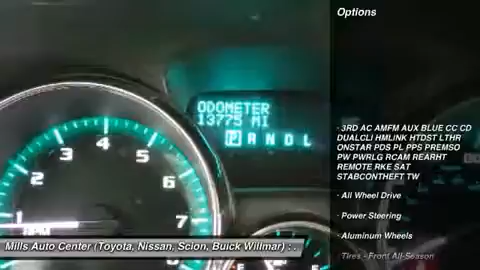 Options
ODOMETER
13775 MI
P R N D L
· 3RD AC AMFM AUX BLUE CC CD
DUALCLI HMLINK HTDST LTHR
ONSTAR PDS PL PPS PREMSO
PW PWRLG RCAM REARHT
REMOTE RKE SAT
STABCONTHEFT TW
· All Wheel Drive
· Power Steering
· Aluminum Wheels
· Tires - Front All-Season
1 2 3 4 5 6 7
RPM
Mills Auto Center (Toyota, Nissan, Scion, Buick Willmar) : .